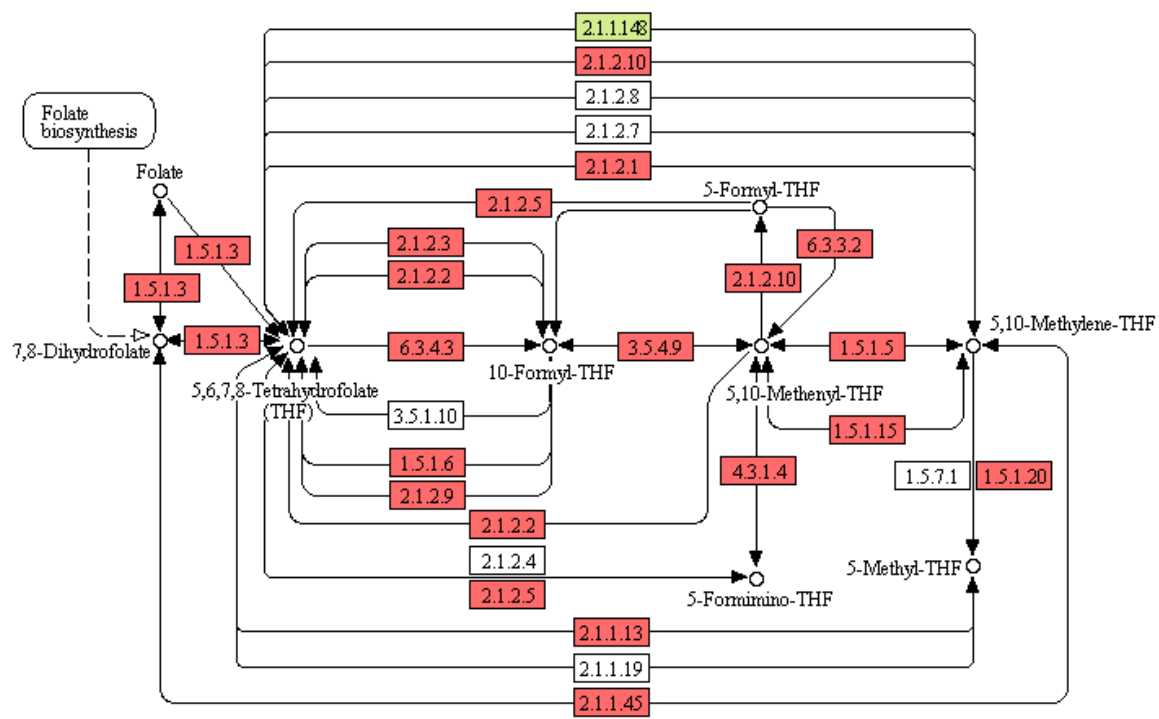 2.1.1.148
2.1.2.10
2.1.2.8
2.1.2.7
2.1.2.1
Folate
biosynthesis
Folate
5-Formyl-THF
2.1.2.5
1.5.1.3
2.1.2.3
6.3.3.2
2.1.2.2
2.1.2.10
1.5.1.3
1.5.1.3
6.3.4.3
3.5.4.9
1.5.1.5
5,10-Methylene-THF
7,8-Dihydrofolate
10-Formyl-THF
5,6,7,8-Tetrahydrofolate
(THF)
5,10-Methenyl-THF
3.5.1.10
1.5.1.15
1.5.1.6
4.3.1.4
1.5.7.1
1.5.1.20
2.1.2.9
2.1.2.2
2.1.2.4
5-Methyl-THF
2.1.2.5
5-Formimino-THF
2.1.1.13
2.1.1.19
2.1.1.45